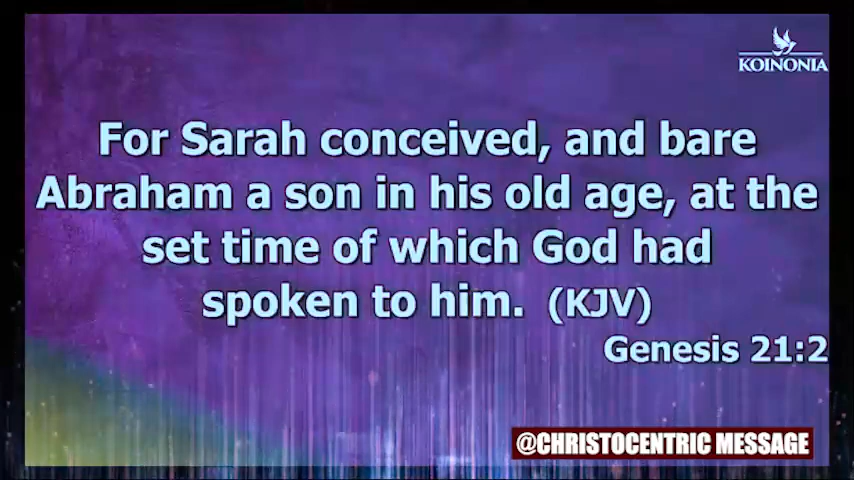 KOINONIA
For Sarah conceived, and bare
Abraham a son in his old age, at the
set time of which God had
spoken to him. (KJV)
Genesis 21:2
@CHRISTOCENTRIC MESSAGE